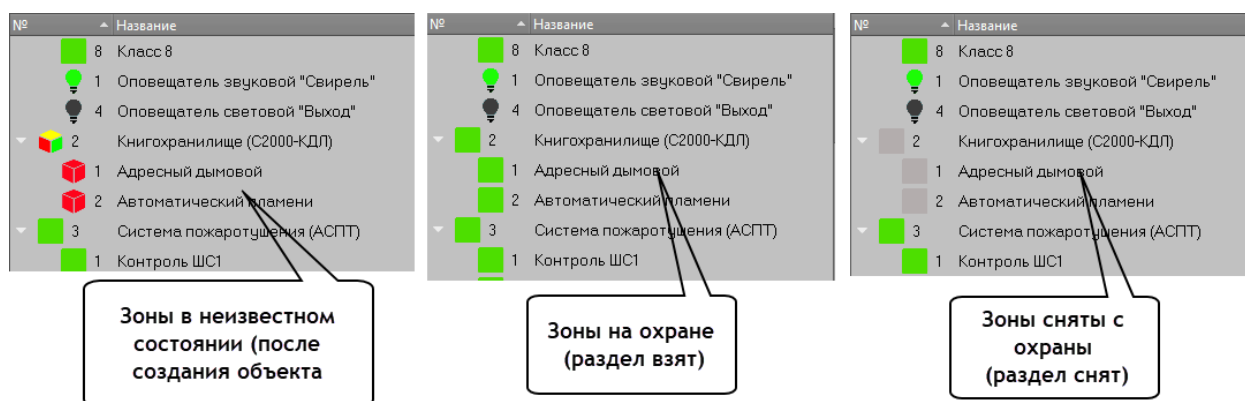 № Название
8 Класс 8
1 Оповещатель звуковой "Свирель"
4 Оповещатель световой "Выход"
2 Книгохранилище (С2000-КДЛ)
1 Адресный дымовой
2 Автоматический пламени
3 Система пожаротушения (АСПТ)
1 Контроль ШС1
Зоны в неизвестном
состоянии (после
создания объекта
№ Название
8 Класс 8
1 Оповещатель звуковой "Свирель"
4 Оповещатель световой "Выход"
2 Книгохранилище (С2000-КДЛ)
1 Адресный дымовой
2 Автоматический пламени
3 Система пожаротушения (АСПТ)
1 Контроль ШС1
Зоны на охране
(раздел взят)
№ Название
8 Класс 8
1 Оповещатель звуковой "Свирель"
4 Оповещатель световой "Выход"
2 Книгохранилище (С2000-КДЛ)
1 Адресный дымовой
2 Автоматический пламени
3 Система пожаротушения (АСПТ)
1 Контроль ШС1
Зоны сняты с
охраны
(раздел снят)